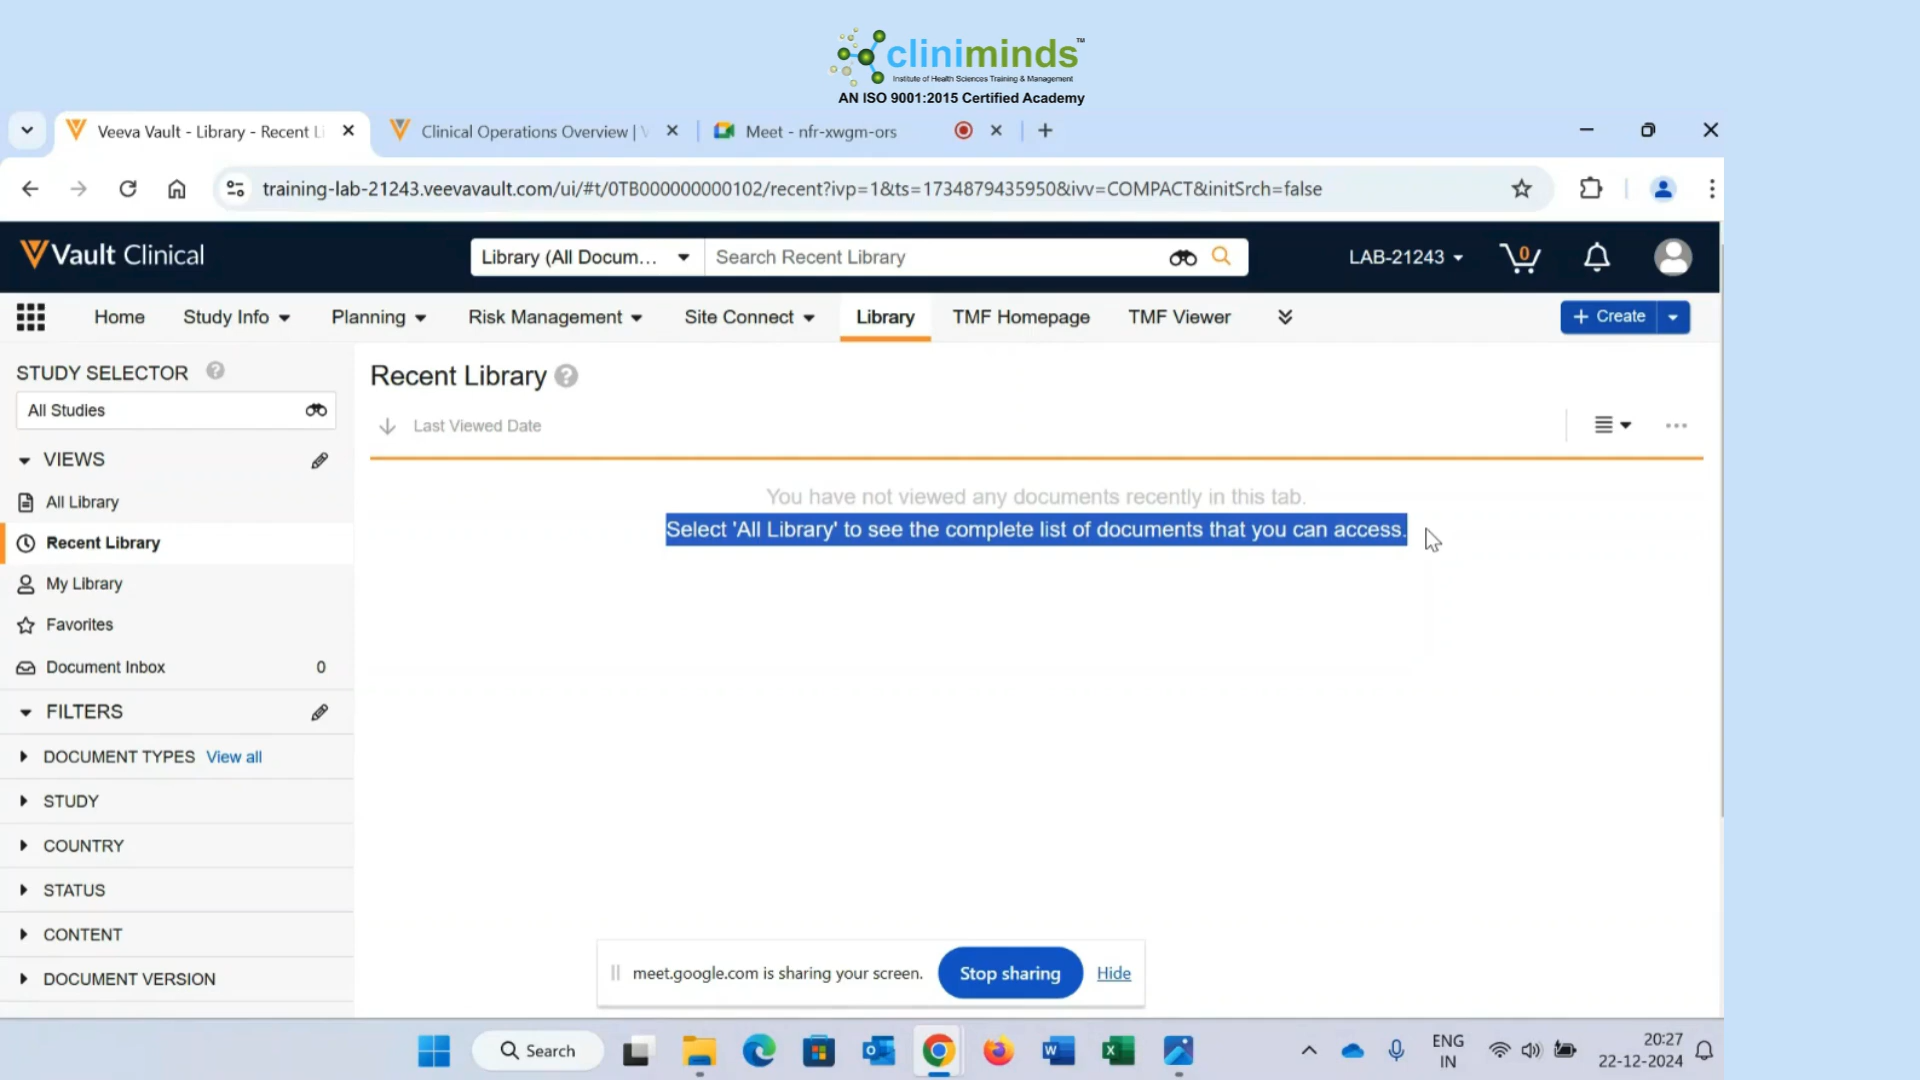 cliniminds™
Institute of Health Sciences Training & Management
AN ISO 9001:2015 Certified Academy
Veeva Vault - Library - Recent Li
Clinical Operations Overview | V
Meet - nfr-xwgm-ors
training-lab-21243.veevavault.com/ui/#t/0TB000000000102/recent?ivp=1&ts=1734879435950&ivv=COMPACT&initSrch=false
Vault Clinical
Library (All Docum...
Search Recent Library
LAB-21243
0
Home
Study Info
Planning
Risk Management
Site Connect
Library
TMF Homepage
TMF Viewer
+ Create
STUDY SELECTOR
All Studies
VIEWS
All Library
Recent Library
My Library
Favorites
Document Inbox 0
FILTERS
DOCUMENT TYPES View all
STUDY
COUNTRY
STATUS
CONTENT
DOCUMENT VERSION
Recent Library
Last Viewed Date
You have not viewed any documents recently in this tab.
Select 'All Library' to see the complete list of documents that you can access.
meet.google.com is sharing your screen.
Stop sharing
Hide
Search
ENG
IN
20:27
22-12-2024